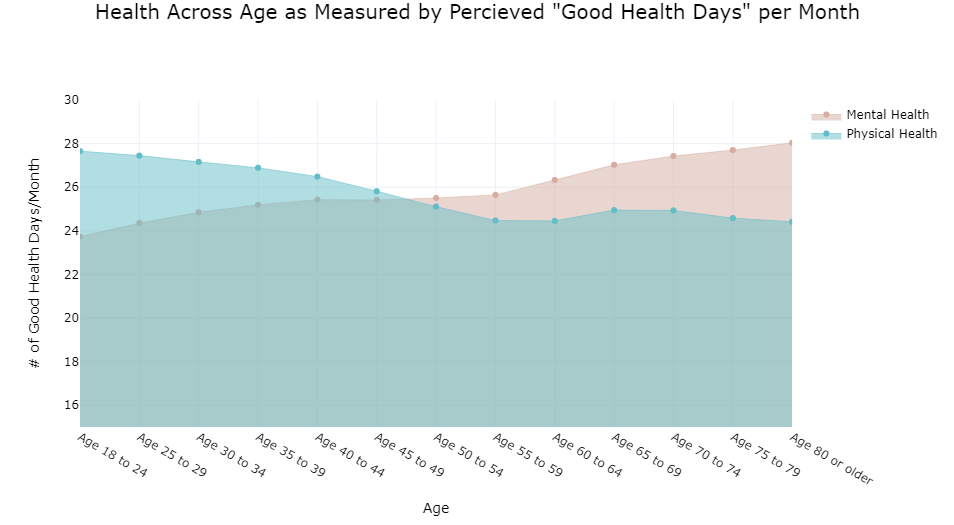 Health Across Age as Measured by Percieved "Good Health Days" per Month
30
28
26
24
22
20
18
16
# of Good Health Days/Month
Mental Health
Physical Health
Age 18 to 24
Age 25 to 29
Age 30 to 34
Age 35 to 39
Age 40 to 44
Age 45 to 49
Age 50 to 54
Age 55 to 59
Age 60 to 64
Age 65 to 69
Age 70 to 74
Age 75 to 79
Age 80 or older
Age